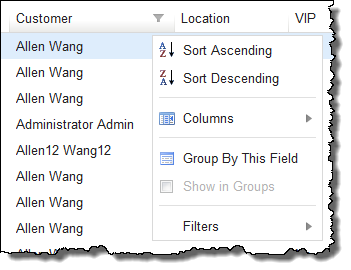 Customer Location VIP
Allen Wang
Allen Wang
Allen Wang
Administrator Admin
Allen12 Wang12
Allen Wang
Allen Wang
Allen Wang
A Z Sort Ascending
Z A Sort Descending
Columns
Group By This Field
Show in Groups
Filters